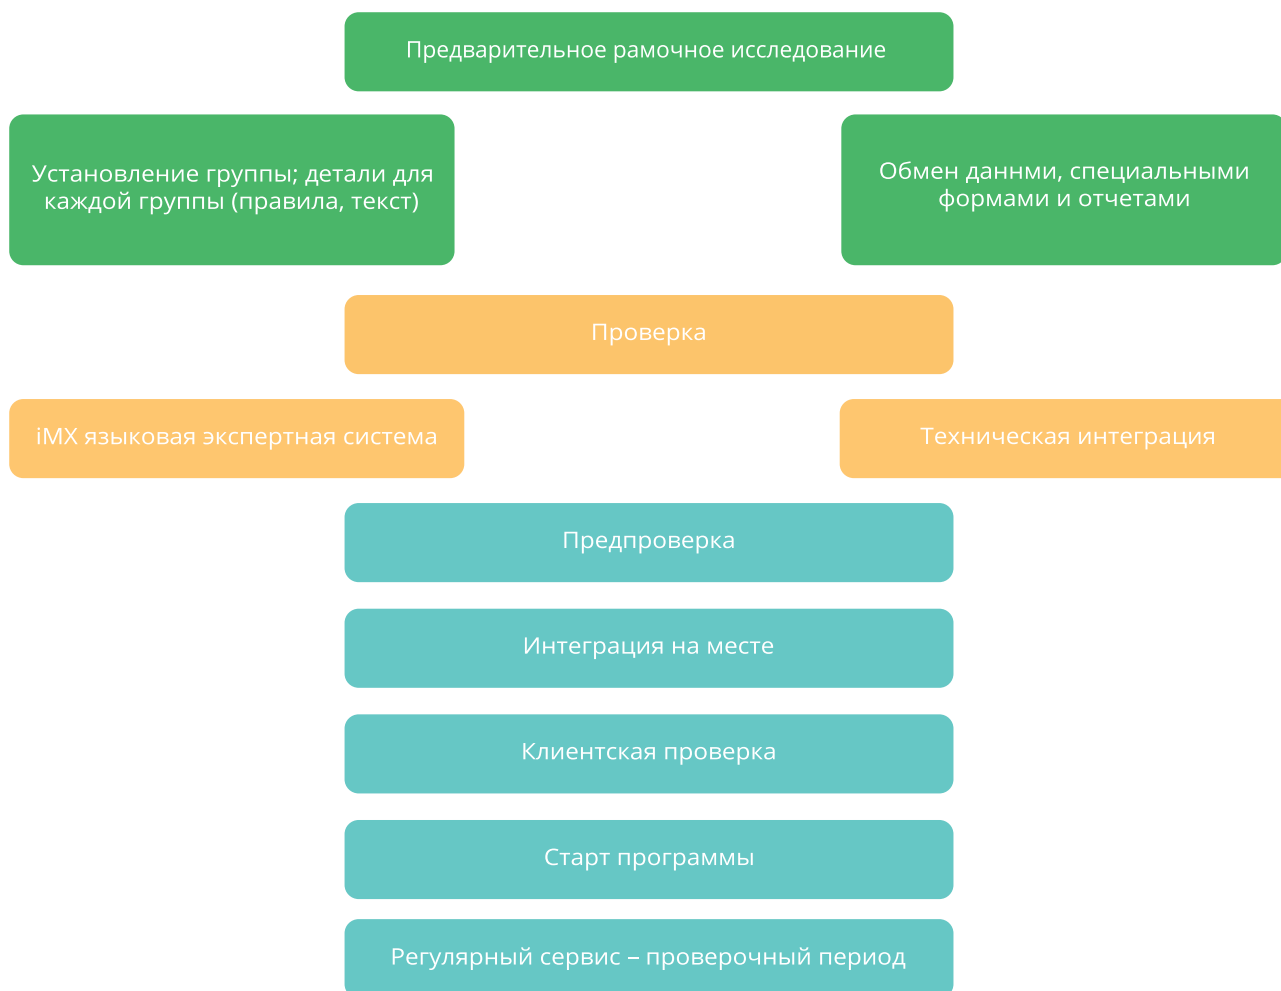 Предварительное рамочное исследование
Установление группы; детали для
каждой группы (правила, текст)
Обмен даннми, специальными
формами и отчетами
Проверка
iMX языковая экспертная система
Техническая интеграция
Предпроверка
Интеграция на месте
Клиентская проверка
Старт программы
Регулярный сервис – проверочный период